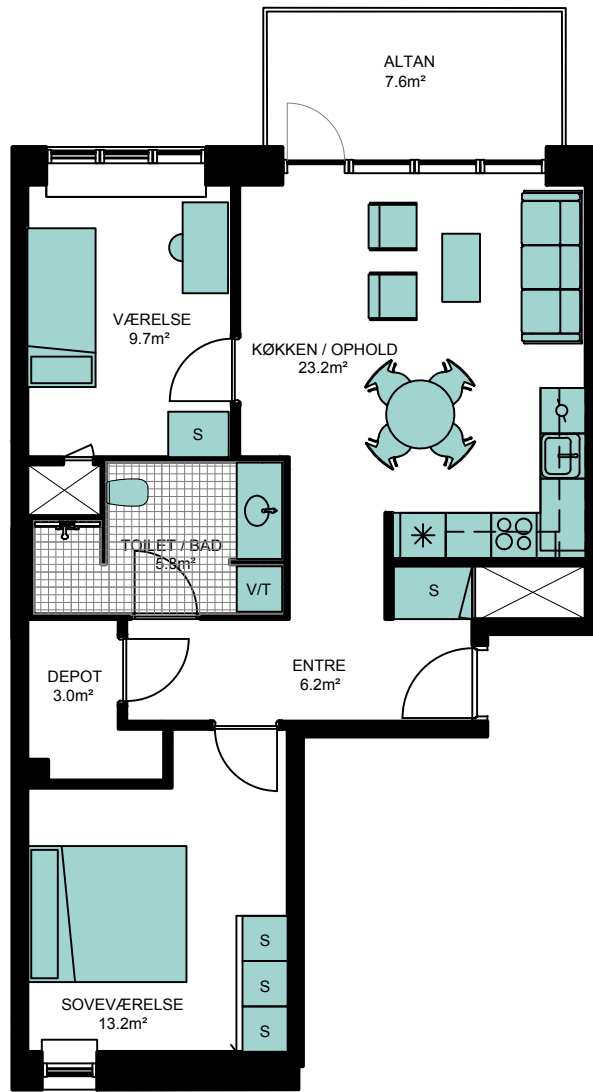 ALTAN
7.6m²
VÆRELSE
9.7m²
KØKKEN / OPHOLD
23.2m²
S
TOILET / BAD
5.8m²
V/T
S
DEPOT
3.0m²
ENTRE
6.2m²
S
S
S
SOVEVÆRELSE
13.2m²